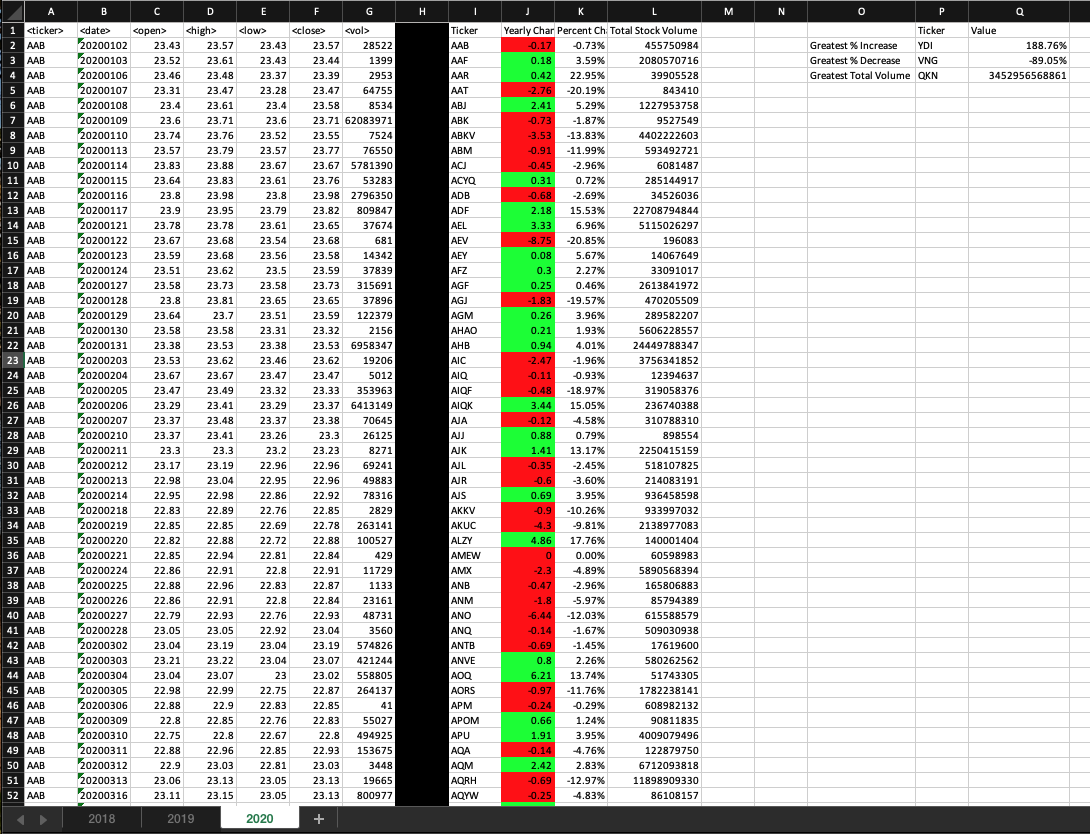 A B C D E F G H I J K L M N O P Q
1 <ticker> <date> <open> <high> <low> <close> <vol> Ticker Yearly Char Percent Ch Total Stock Volume Ticker Value
2 AAB 20200102 23.43 23.57 23.43 23.57 28522 AAB -0.17 -0.73% 455750984 Greatest % Increase YDI 188.76%
3 AAB 20200103 23.52 23.61 23.43 23.44 1399 AAF 0.18 3.59% 2080570716 Greatest % Decrease VNG -89.05%
4 AAB 20200106 23.46 23.48 23.37 23.39 2953 AAR 0.42 22.95% 39905528 Greatest Total Volume QKN 3452956568861
5 AAB 20200107 23.31 23.47 23.28 23.47 64755 AAT -2.76 -20.19% 843410
6 AAB 20200108 23.4 23.61 23.4 23.58 8534 ABJ 2.41 5.29% 1227953758
7 AAB 20200109 23.6 23.71 23.6 23.71 62083971 ABK -0.73 -1.87% 9527549
8 AAB 20200110 23.74 23.76 23.52 23.55 7524 ABKV -3.53 -13.83% 4402222603
9 AAB 20200113 23.57 23.79 23.57 23.77 76550 ABM -0.91 -11.99% 593492721
10 AAB 20200114 23.83 23.88 23.67 23.67 5781390 ACJ -0.45 -2.96% 6081487
11 AAB 20200115 23.64 23.83 23.61 23.76 53283 ACYQ 0.31 0.72% 285144917
12 AAB 20200116 23.8 23.98 23.8 23.98 2796350 ADB -0.68 -2.69% 34526036
13 AAB 20200117 23.9 23.95 23.79 23.82 809847 ADF 2.18 15.53% 22708794844
14 AAB 20200121 23.78 23.78 23.61 23.65 37674 AEL 3.33 6.96% 5115026297
15 AAB 20200122 23.67 23.68 23.54 23.68 681 AEV -8.75 -20.85% 196083
16 AAB 20200123 23.59 23.68 23.56 23.58 14342 AEY 0.08 5.67% 14067649
17 AAB 20200124 23.51 23.62 23.5 23.59 37839 AFZ 0.3 2.27% 33091017
18 AAB 20200127 23.58 23.73 23.58 23.73 315691 AGF 0.25 0.46% 2613841972
19 AAB 20200128 23.8 23.81 23.65 23.65 37896 AGJ -1.83 -19.57% 470205509
20 AAB 20200129 23.64 23.7 23.51 23.59 122379 AGM 0.26 3.96% 289582207
21 AAB 20200130 23.58 23.58 23.31 23.32 2156 AHAO 0.21 1.93% 5606228557
22 AAB 20200131 23.38 23.53 23.38 23.53 6958347 AHB 0.94 4.01% 24449788347
23 AAB 20200203 23.53 23.62 23.46 23.62 19206 AIC -2.47 -1.96% 3756341852
24 AAB 20200204 23.67 23.67 23.47 23.47 5012 AIQ -0.11 -0.93% 12394637
25 AAB 20200205 23.47 23.49 23.32 23.33 353963 AIQF -0.48 -18.97% 319058376
26 AAB 20200206 23.29 23.41 23.29 23.37 6413149 AIQK 3.44 15.05% 236740388
27 AAB 20200207 23.37 23.48 23.37 23.38 70645 AJA -0.12 -4.58% 310788310
28 AAB 20200210 23.37 23.41 23.26 23.3 26125 AJJ 0.88 0.79% 898554
29 AAB 20200211 23.3 23.3 23.2 23.23 8271 AJK 1.41 13.17% 2250415159
30 AAB 20200212 23.17 23.19 22.96 22.96 69241 AJL -0.35 -2.45% 518107825
31 AAB 20200213 22.98 23.04 22.95 22.96 49883 AJR -0.6 -3.60% 214083191
32 AAB 20200214 22.95 22.98 22.86 22.92 78316 AJS 0.69 3.95% 936458598
33 AAB 20200218 22.83 22.89 22.76 22.85 2829 AKKV -0.9 -10.26% 933997032
34 AAB 20200219 22.85 22.85 22.69 22.78 263141 AKUC -4.3 -9.81% 2138977083
35 AAB 20200220 22.82 22.88 22.72 22.88 100527 ALZY 4.86 17.76% 140001404
36 AAB 20200221 22.85 22.94 22.81 22.84 429 AMEW 0 0.00% 60598983
37 AAB 20200224 22.86 22.91 22.8 22.91 11729 AMX -2.3 -4.89% 5890568394
38 AAB 20200225 22.88 22.96 22.83 22.87 1133 ANB -0.47 -2.96% 165806883
39 AAB 20200226 22.86 22.91 22.8 22.84 23161 ANM -1.8 -5.97% 85794389
40 AAB 20200227 22.79 22.93 22.76 22.93 48731 ANO -6.44 -12.03% 615588579
41 AAB 20200228 23.05 23.05 22.92 23.04 3560 ANQ -0.14 -1.67% 509030938
42 AAB 20200302 23.04 23.19 23.04 23.19 574826 ANTB -0.69 -1.45% 17619600
43 AAB 20200303 23.21 23.22 23.04 23.07 421244 ANVE 0.8 2.26% 580262562
44 AAB 20200304 23.04 23.07 23 23.02 558805 AOQ 6.21 13.74% 51743305
45 AAB 20200305 22.98 22.99 22.75 22.87 264137 AORS -0.97 -11.76% 1782238141
46 AAB 20200306 22.88 22.9 22.83 22.85 41 APM -0.24 -0.29% 608982132
47 AAB 20200309 22.8 22.85 22.76 22.83 55027 APOM 0.66 1.24% 90811835
48 AAB 20200310 22.75 22.8 22.67 22.8 494925 APU 1.91 3.95% 4009079496
49 AAB 20200311 22.88 22.96 22.85 22.93 153675 AQA -0.14 -4.76% 122879750
50 AAB 20200312 22.9 23.03 22.81 23.03 3448 AQM 2.42 2.83% 6712093818
51 AAB 20200313 23.06 23.13 23.05 23.13 19665 AQRH -0.69 -12.97% 11898909330
52 AAB 20200316 23.11 23.15 23.05 23.13 800977 AQYW -0.25 -4.83% 86108157
2018 2019 2020 +